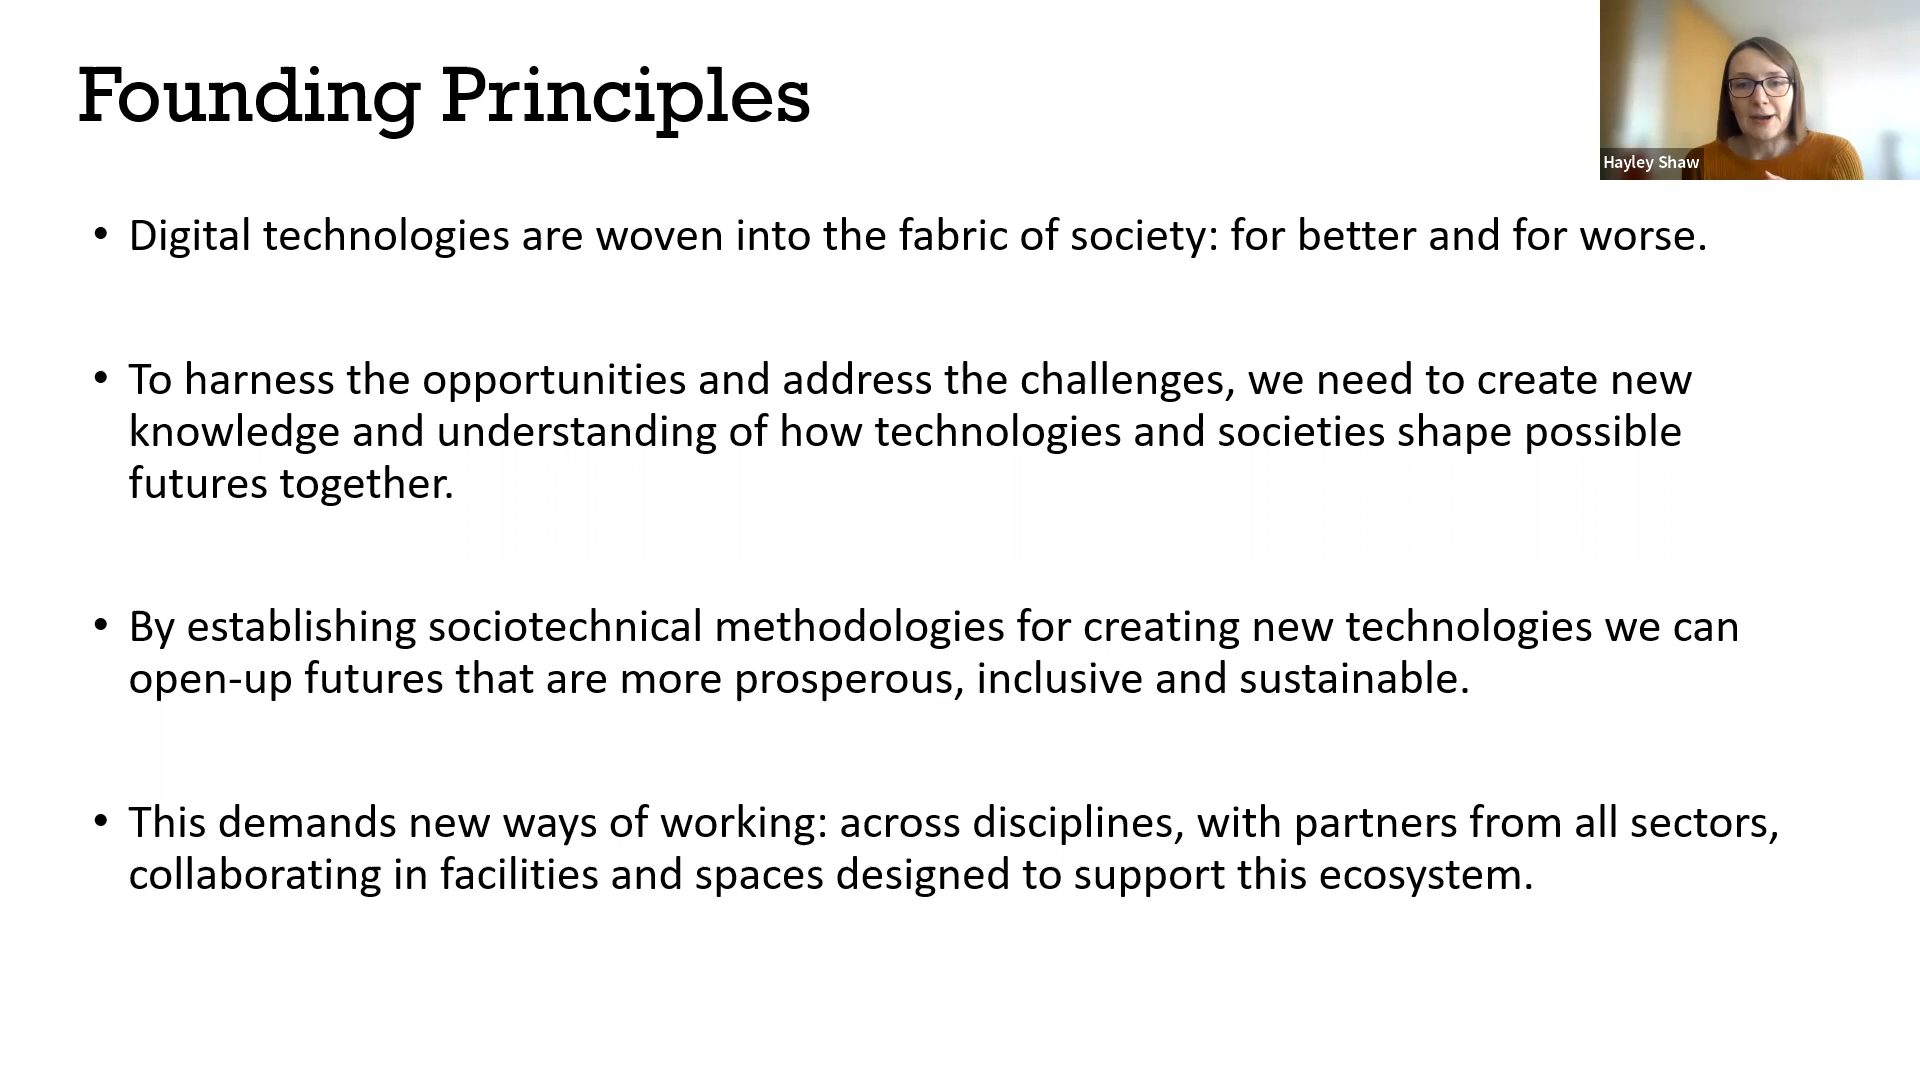 Founding Principles
Hayley Shaw
• Digital technologies are woven into the fabric of society: for better and for worse.
• To harness the opportunities and address the challenges, we need to create new
knowledge and understanding of how technologies and societies shape possible
futures together.
• By establishing sociotechnical methodologies for creating new technologies we can
open-up futures that are more prosperous, inclusive and sustainable.
• This demands new ways of working: across disciplines, with partners from all sectors,
collaborating in facilities and spaces designed to support this ecosystem.